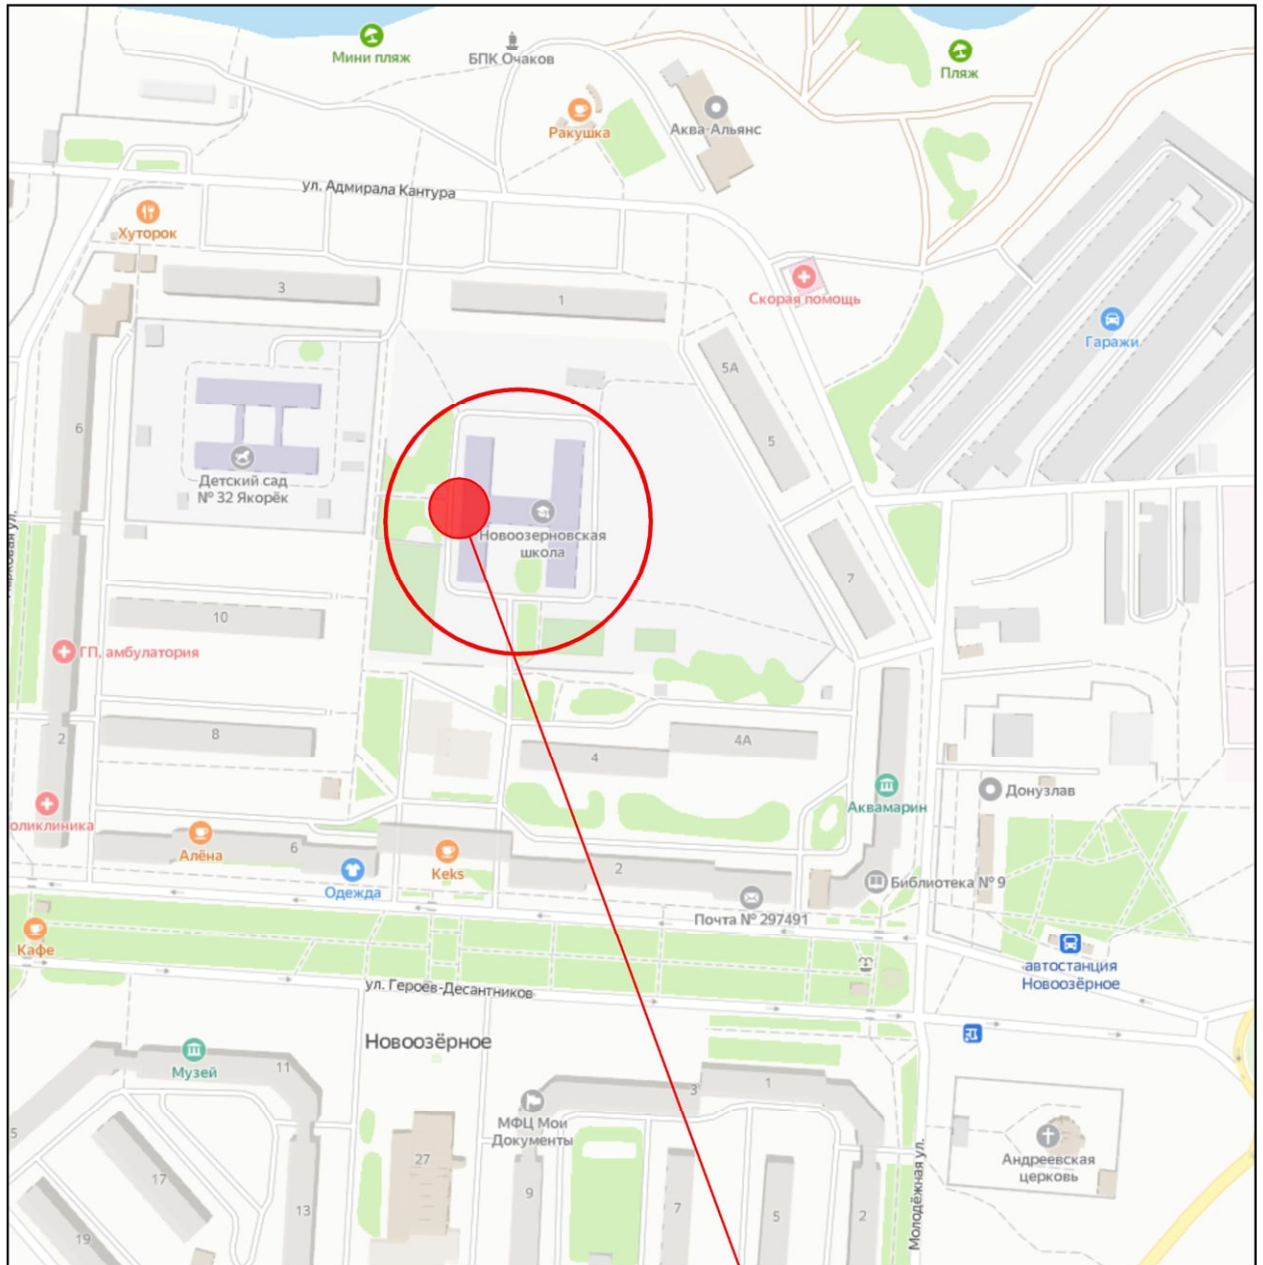 Мини пляж
БПК Очаков
Пляж
Ракушка
Аква-Альянс
ул. Адмирала Кантура
Хуторок
3
1
Скорая помощь
Гаражи
5А
6
5
Детский сад
№ 32 Якорёк
Новоозерновская
школа
7
10
ГП, амбулатория
2
8
4
4А
Донузлав
Аквамарин
оликлиника
Алёна
6
Keks
2
Одежда
Библиотека № 9
Почта № 297491
Кафе
автостанция
Новоозёрное
ул. Героев-Десантников
Новоозёрное
Музей
11
3
1
МФЦ Мои
Документы
5
Андреевская
церковь
27
17
9
7
5
2
13
19
Молодёжная ул.